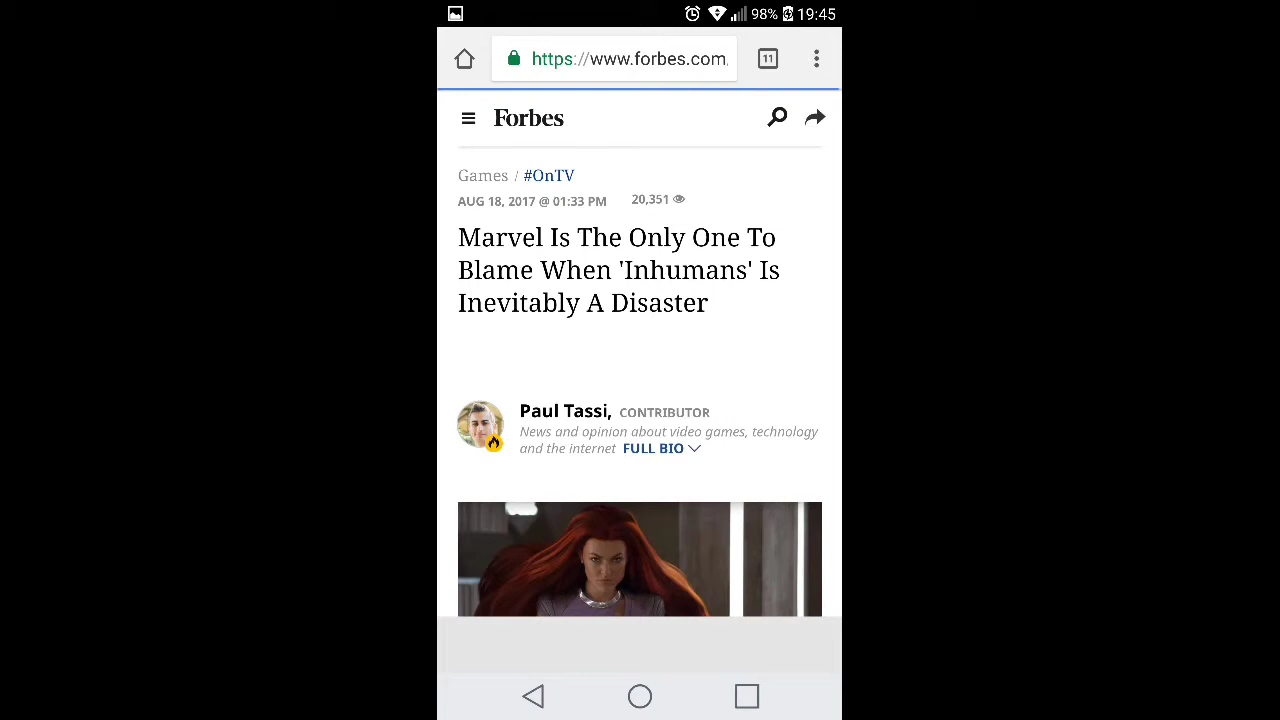 98% 19:45
https://www.forbes.com.
11
Forbes
Games / #OnTV
AUG 18, 2017 @ 01:33 PM 20,351
Marvel Is The Only One To
Blame When 'Inhumans' Is
Inevitably A Disaster
Paul Tassi, CONTRIBUTOR
News and opinion about video games, technology
and the internet FULL BIO